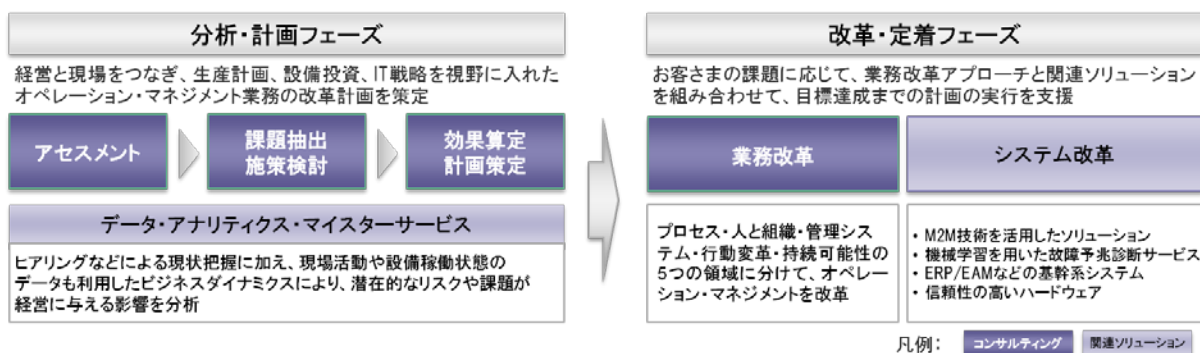 分析・計画フェーズ
経営と現場をつなぎ、生産計画、設備投資、IT戦略を視野に入れた
オペレーション・マネジメント業務の改革計画を策定
アセスメント
課題抽出
施策検討
効果算定
計画策定
データ・アナリティクス・マイスターサービス
ヒアリングなどによる現状把握に加え、現場活動や設備稼働状態の
データも利用したビジネスダイナミクスにより、潜在的なリスクや課題が
経営に与える影響を分析
改革・定着フェーズ
お客さまの課題に応じて、業務改革アプローチと関連ソリューション
を組み合わせて、目標達成までの計画の実行を支援
業務改革
システム改革
プロセス・人と組織・管理シス
テム・行動変革・持続可能性の
5つの領域に分けて、オペレー
ション・マネジメントを改革
・M2M技術を活用したソリューション
・機械学習を用いた故障予兆診断サービス
・ERP/EAMなどの基幹系システム
・信頼性の高いハードウェア
凡例：
コンサルティング
関連ソリューション